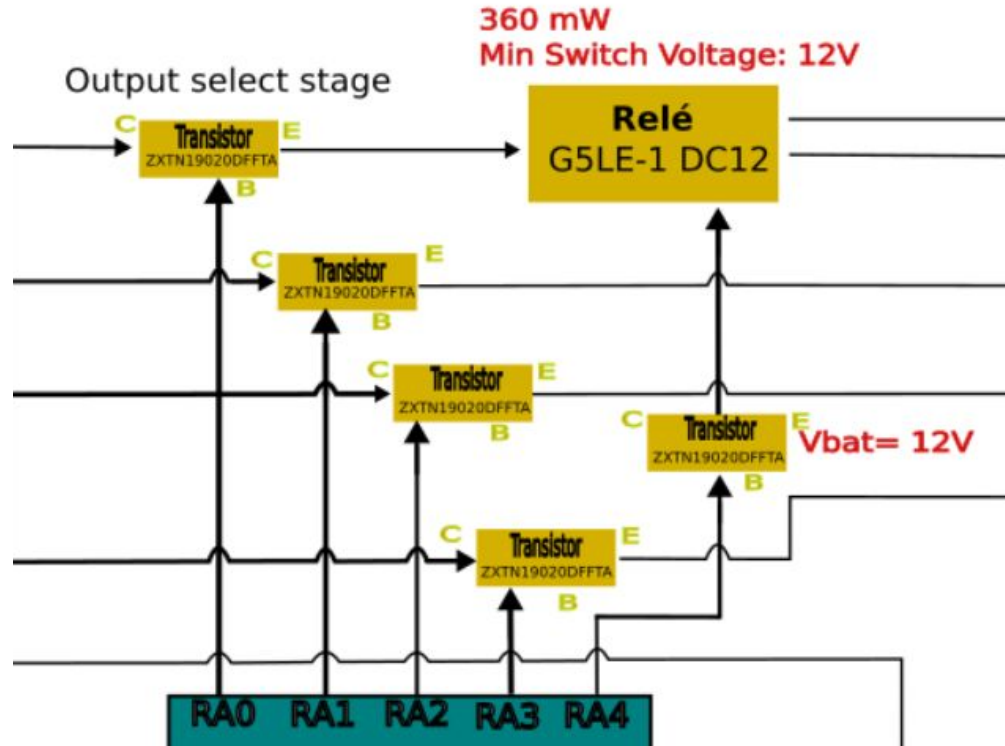 360 mW
Min Switch Voltage: 12V
Output select stage
C
Transistor
ZXTN19020DFFTA
E
B
Relé
G5LE-1 DC12
C
Transistor
ZXTN19020DFFTA
E
B
C
Transistor
ZXTN19020DFFTA
E
B
C
Transistor
ZXTN19020DFFTA
E
B
Vbat= 12V
C
Transistor
ZXTN19020DFFTA
E
B
RA0 RA1 RA2 RA3 RA4